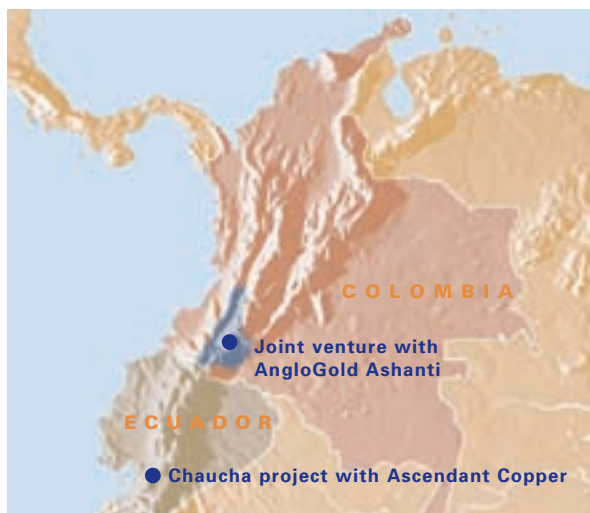 COLOMBIA
Joint venture with
AngloGold Ashanti
ECUADOR
Chaucha project with Ascendant Copper